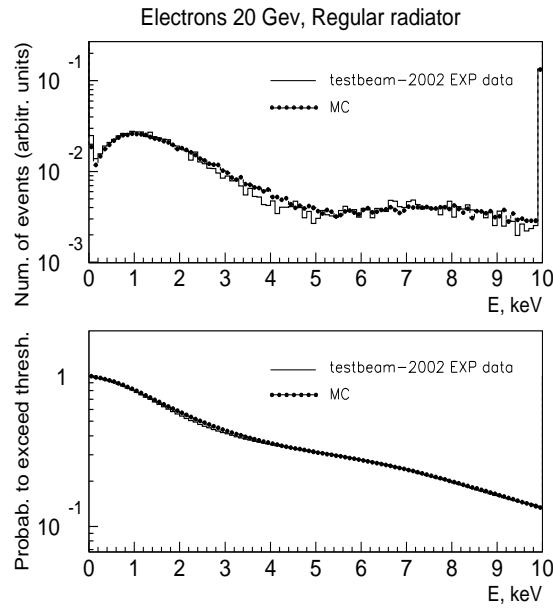 Electrons 20 Gev, Regular radiator
Num. of events (arbitr. units)
10 -1
10 -2
10 -3
testbeam-2002 EXP data
MC
0 1 2 3 4 5 6 7 8 9 10
E, keV
Probab. to exceed thresh.
1
10 -1
testbeam-2002 EXP data
MC
0 1 2 3 4 5 6 7 8 9 10
E, keV